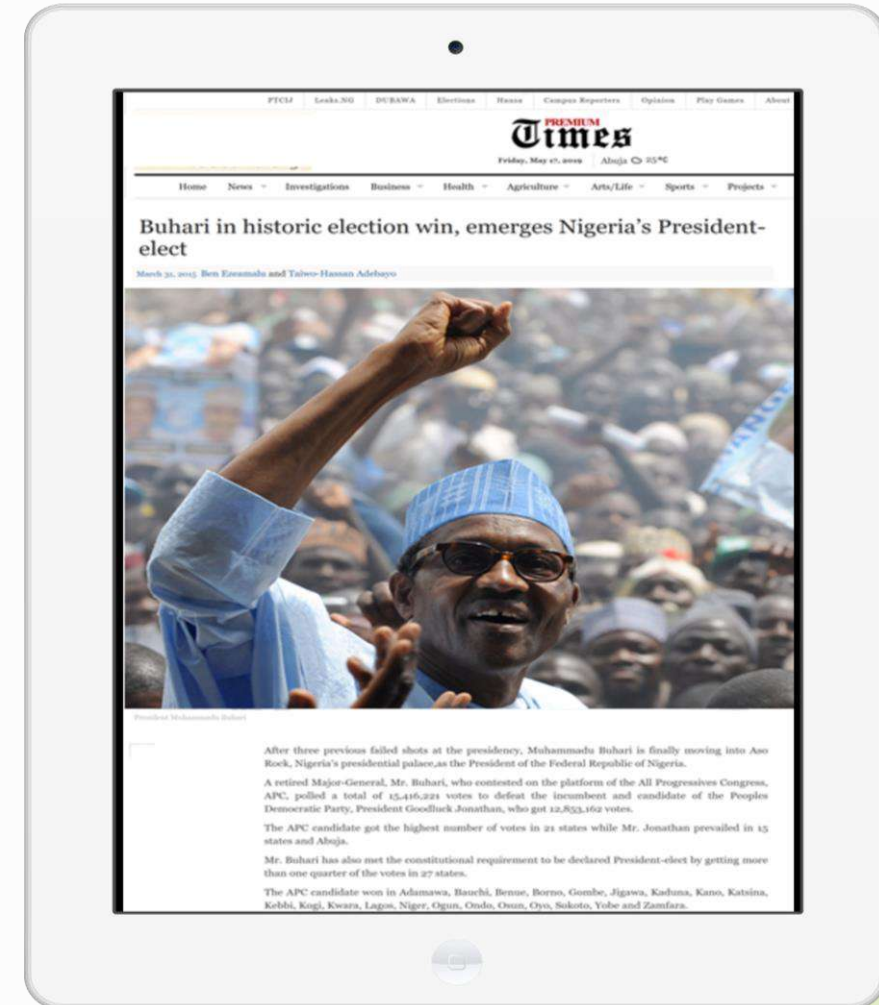 PTCIJ Leaks.NG DUBAWA Elections Hausa Campus Reporters Opinion Play Games About
PREMIUM
Times
Friday, May 17, 2019 Abuja 25°C
Home News Investigations Business Health Agriculture Arts/Life Sports Projects
Buhari in historic election win, emerges Nigeria's President-
elect
March 31, 2015 Ben Ezeamalu and Taiwo-Hassan Adebayo
President Muhammadu Buhari
After three previous failed shots at the presidency, Muhammadu Buhari is finally moving into Aso
Rock, Nigeria's presidential palace,as the President of the Federal Republic of Nigeria.
A retired Major-General, Mr. Buhari, who contested on the platform of the All Progressives Congress,
APC, polled a total of 15,416,221 votes to defeat the incumbent and candidate of the Peoples
Democratic Party, President Goodluck Jonathan, who got 12,853,162 votes.
The APC candidate got the highest number of votes in 21 states while Mr. Jonathan prevailed in 15
states and Abuja.
Mr. Buhari has also met the constitutional requirement to be declared President-elect by getting more
than one quarter of the votes in 27 states.
The APC candidate won in Adamawa, Bauchi, Benue, Borno, Gombe, Jigawa, Kaduna, Kano, Katsina,
Kebbi, Kogi, Kwara, Lagos, Niger, Ogun, Ondo, Osun, Oyo, Sokoto, Yobe and Zamfara.